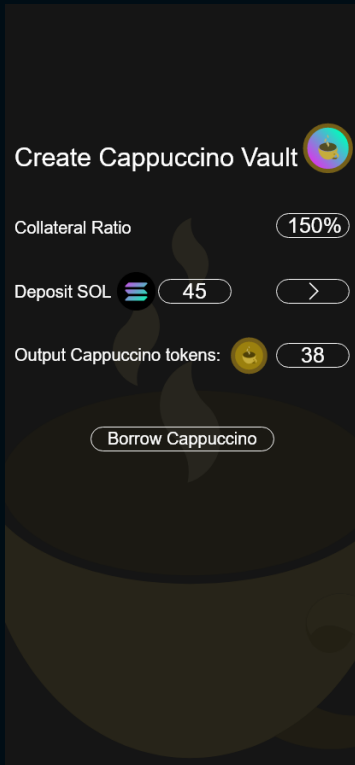 Create Cappuccino Vault
Collateral Ratio 150%
Deposit SOL 45 >
Output Cappuccino tokens: 38
Borrow Cappuccino